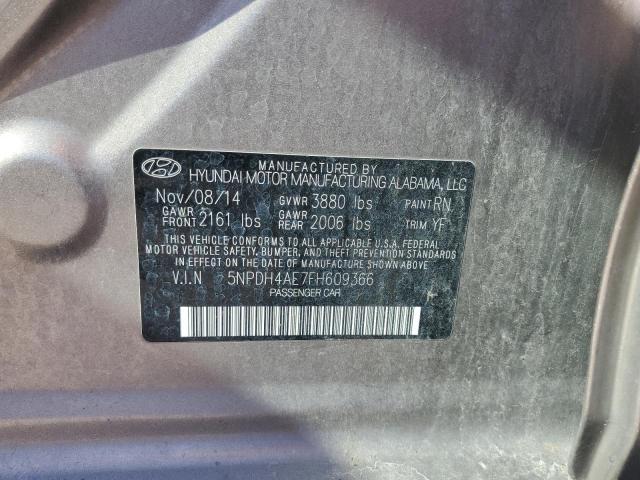 MANUFACTURED BY
HYUNDAI MOTOR MANUFACTURING ALABAMA, LLC
Nov/08/14 GVWR 3880 lbs PAINT RN
GAWR FRONT 2161 lbs GAWR REAR 2006 lbs TRIM YF
THIS VEHICLE CONFORMS TO ALL APPLICABLE U.S.A. FEDERAL
MOTOR VEHICLE SAFETY, BUMPER, AND THEFT PREVENTION STANDARDS
IN EFFECT ON THE DATE OF MANUFACTURE SHOWN ABOVE.
V.I.N 5NPDH4AE7FH609366
PASSENGER CAR